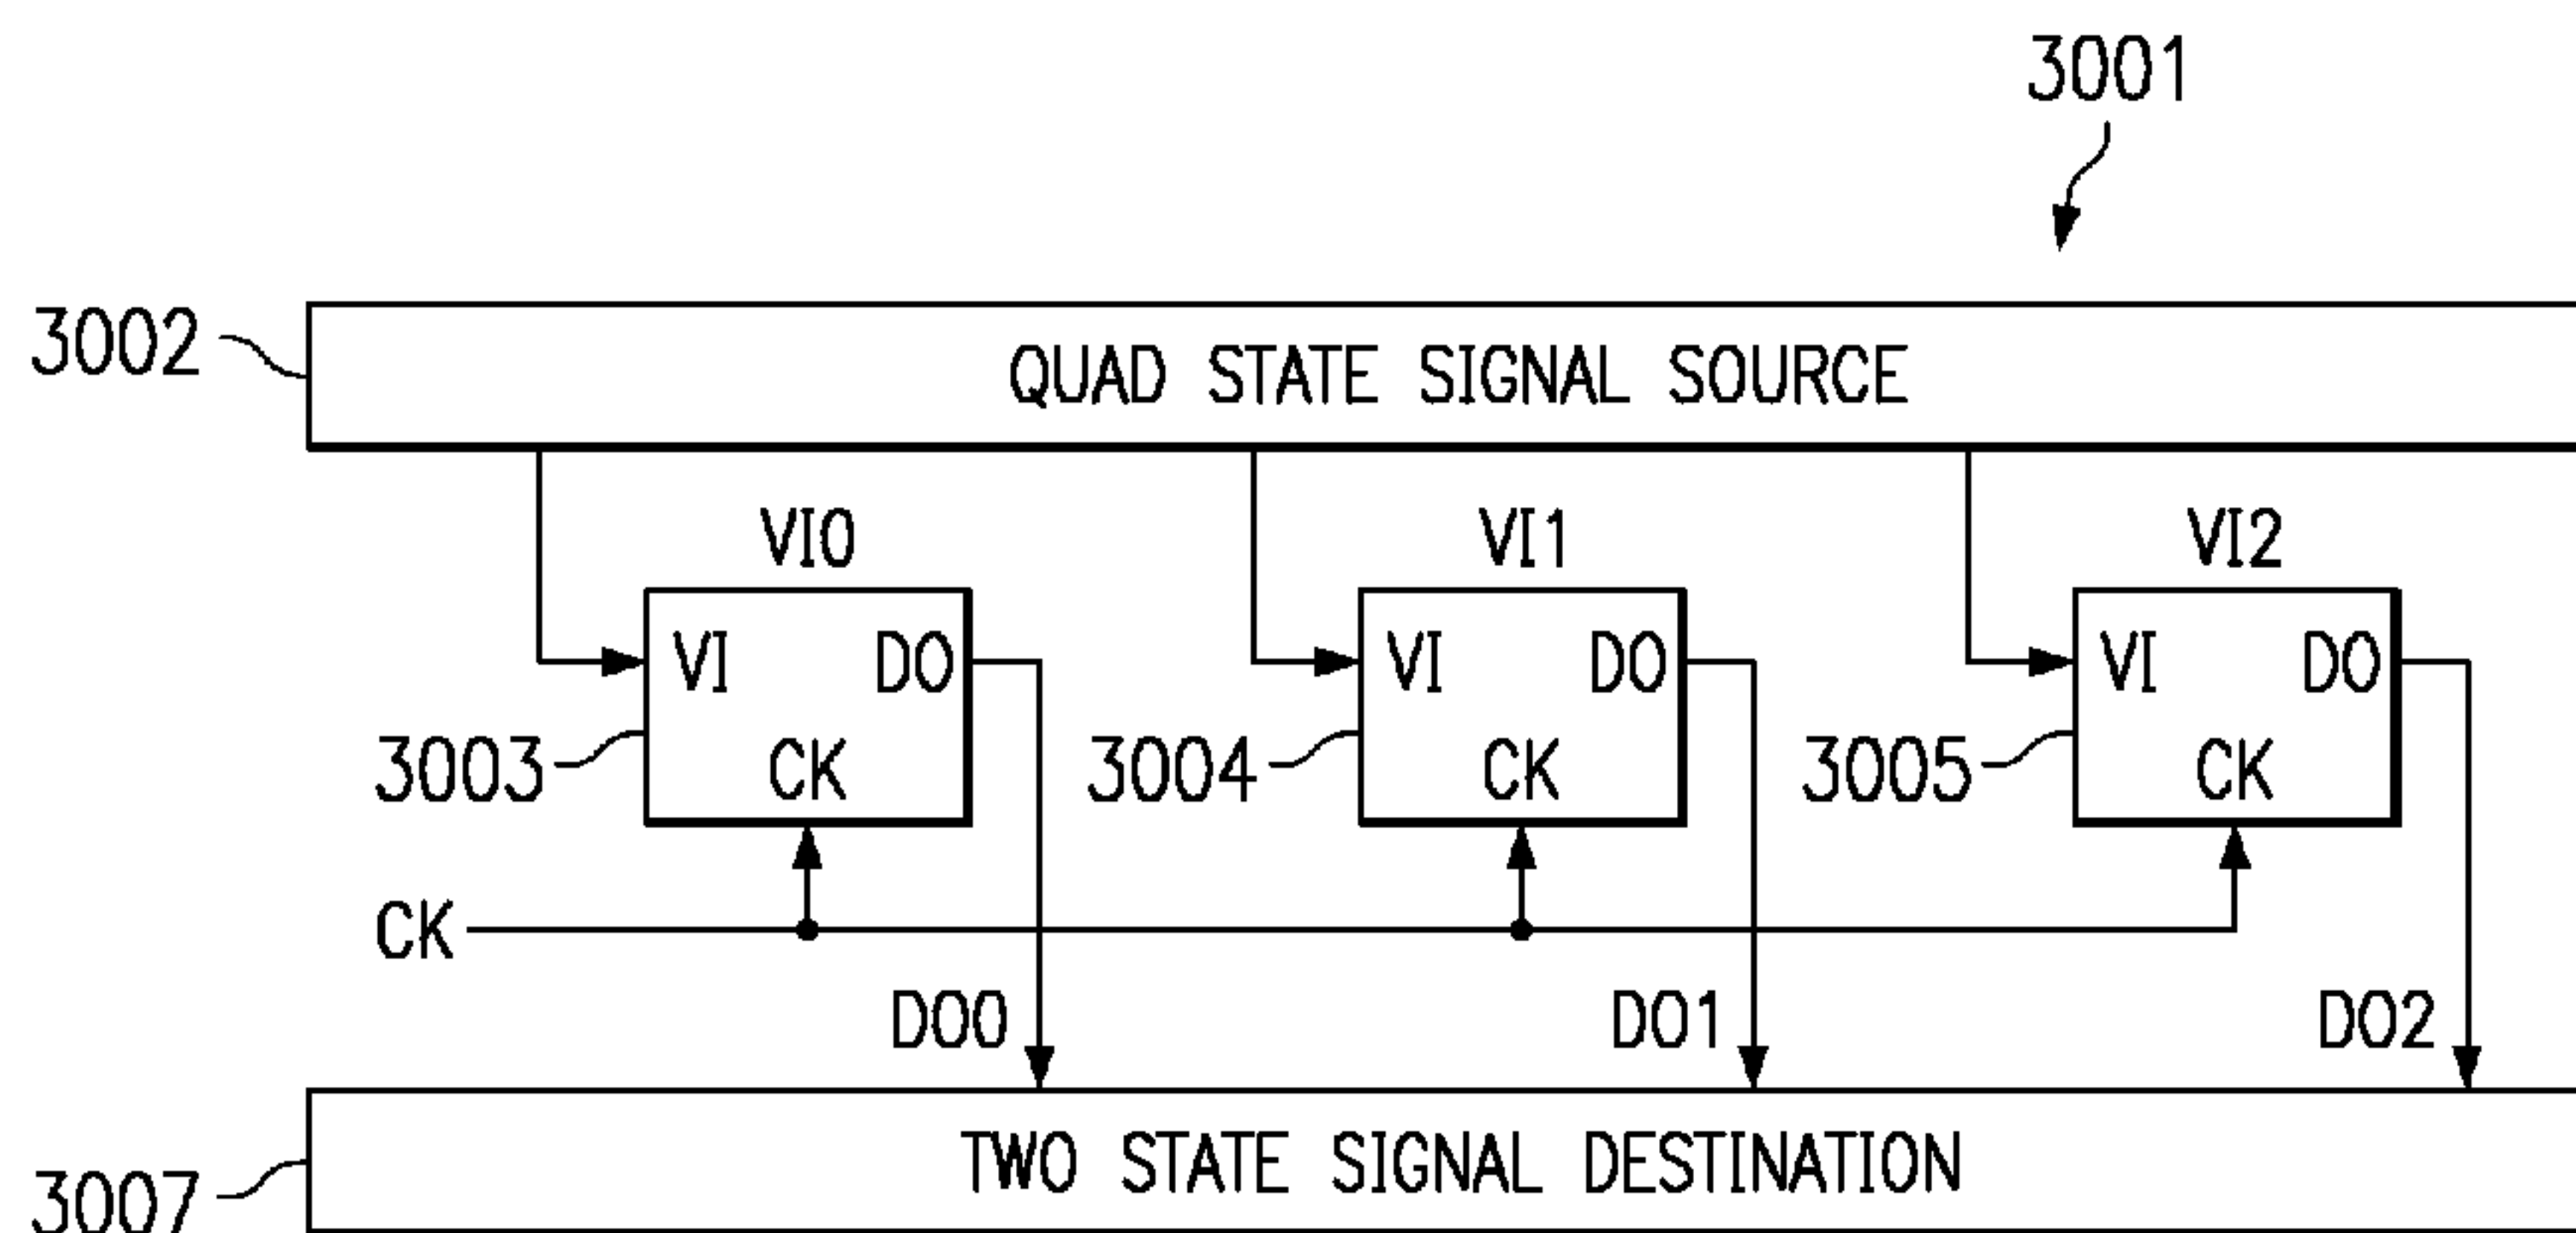 3001
3002
QUAD STATE SIGNAL SOURCE
VI0 VI1 VI2
VI DO VI DO VI DO
3003 CK 3004 CK 3005 CK
CK
DO0 DO1 DO2
TWO STATE SIGNAL DESTINATION
3007